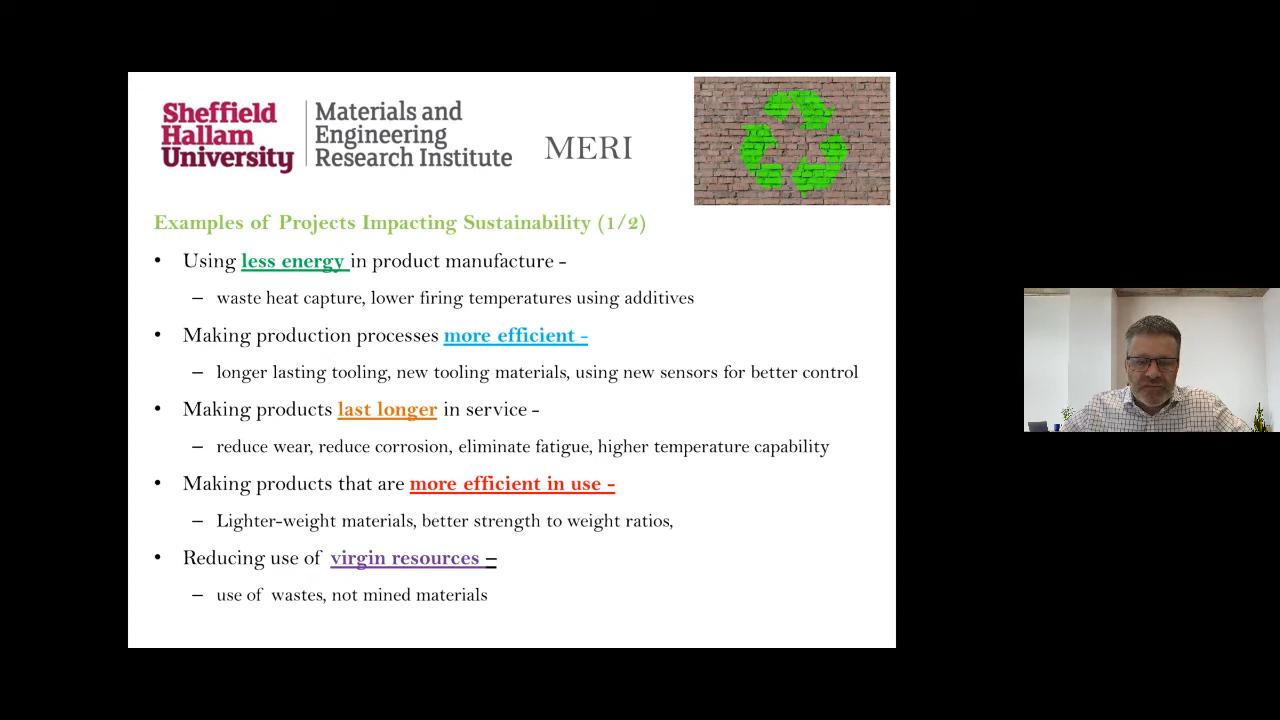 Sheffield
Hallam
University
Materials and
Engineering
Research Institute
MERI
Examples of Projects Impacting Sustainability (1/2)
• Using less energy in product manufacture -
– waste heat capture, lower firing temperatures using additives
• Making production processes more efficient -
– longer lasting tooling, new tooling materials, using new sensors for better control
• Making products last longer in service -
– reduce wear, reduce corrosion, eliminate fatigue, higher temperature capability
• Making products that are more efficient in use -
– Lighter-weight materials, better strength to weight ratios,
• Reducing use of virgin resources –
– use of wastes, not mined materials